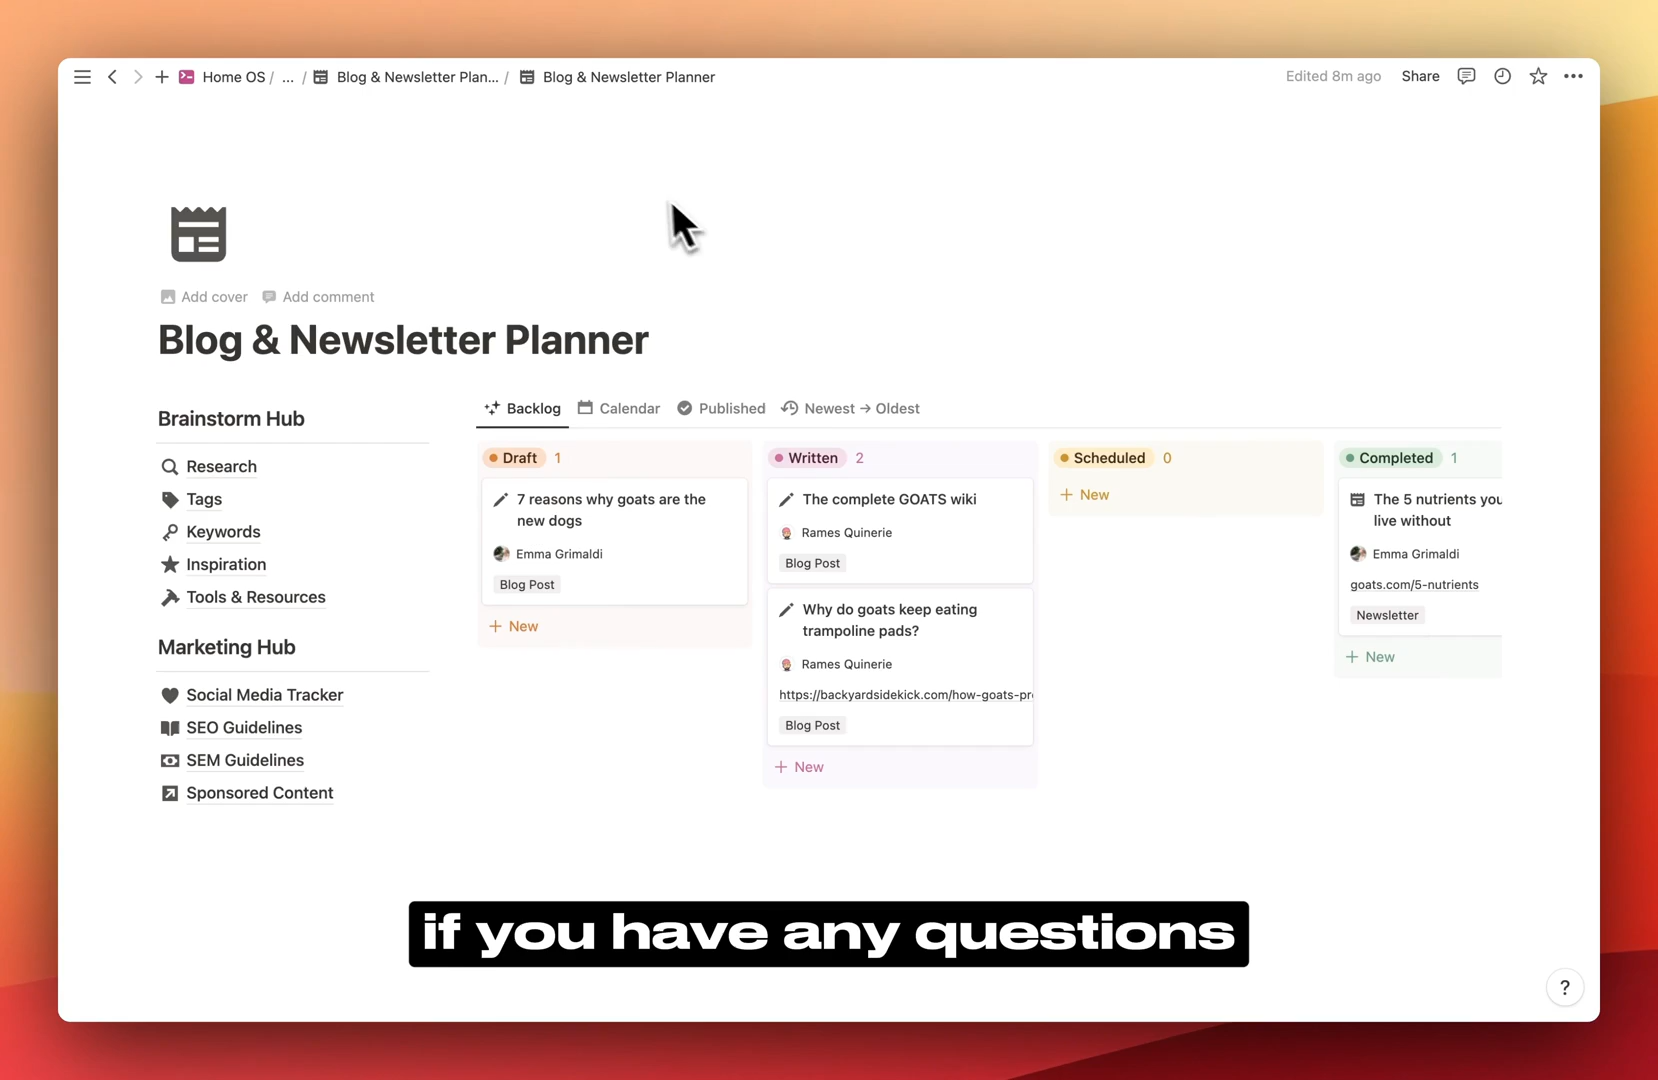 Home OS / ... / Blog & Newsletter Plan... / Blog & Newsletter Planner
Edited 8m ago Share
Add cover Add comment
Blog & Newsletter Planner
Brainstorm Hub
Research
Tags
Keywords
Inspiration
Tools & Resources
Marketing Hub
Social Media Tracker
SEO Guidelines
SEM Guidelines
Sponsored Content
Backlog Calendar Published Newest → Oldest
Draft 1
7 reasons why goats are the
new dogs
Emma Grimaldi
Blog Post
+ New
Written 2
The complete GOATS wiki
Rames Quinerie
Blog Post
Why do goats keep eating
trampoline pads?
Rames Quinerie
https://backyardsidekick.com/how-goats-pr
Blog Post
+ New
Scheduled 0
+ New
Completed 1
The 5 nutrients you
live without
Emma Grimaldi
goats.com/5-nutrients
Newsletter
+ New
if you have any questions
?